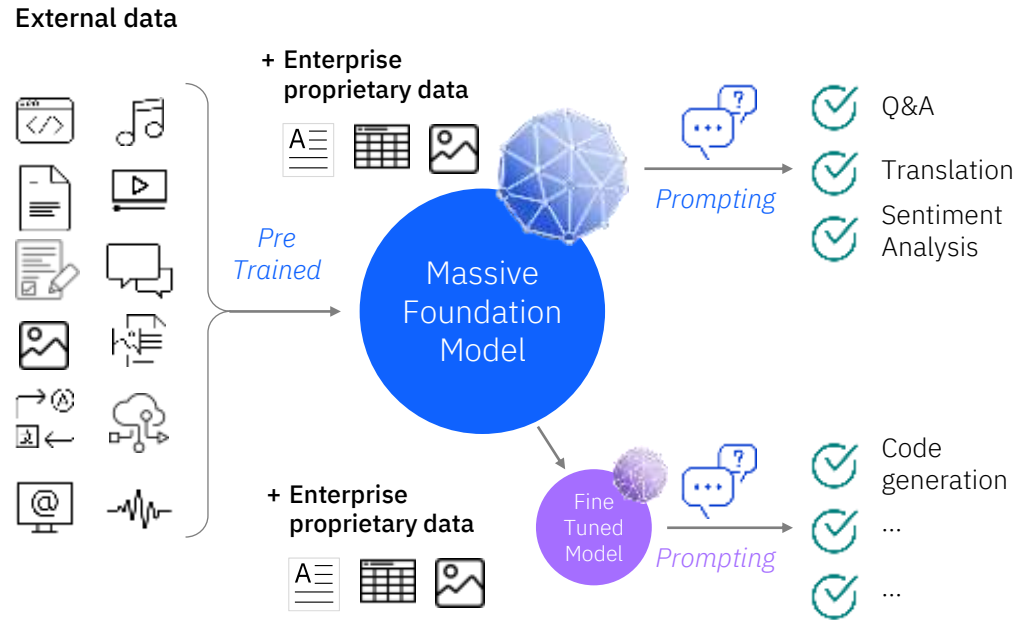 External data
+ Enterprise
proprietary data
Pre
Trained
Massive
Foundation
Model
Prompting
Q&A
Translation
Sentiment
Analysis
+ Enterprise
proprietary data
Fine
Tuned
Model
Prompting
Code
generation
...
...